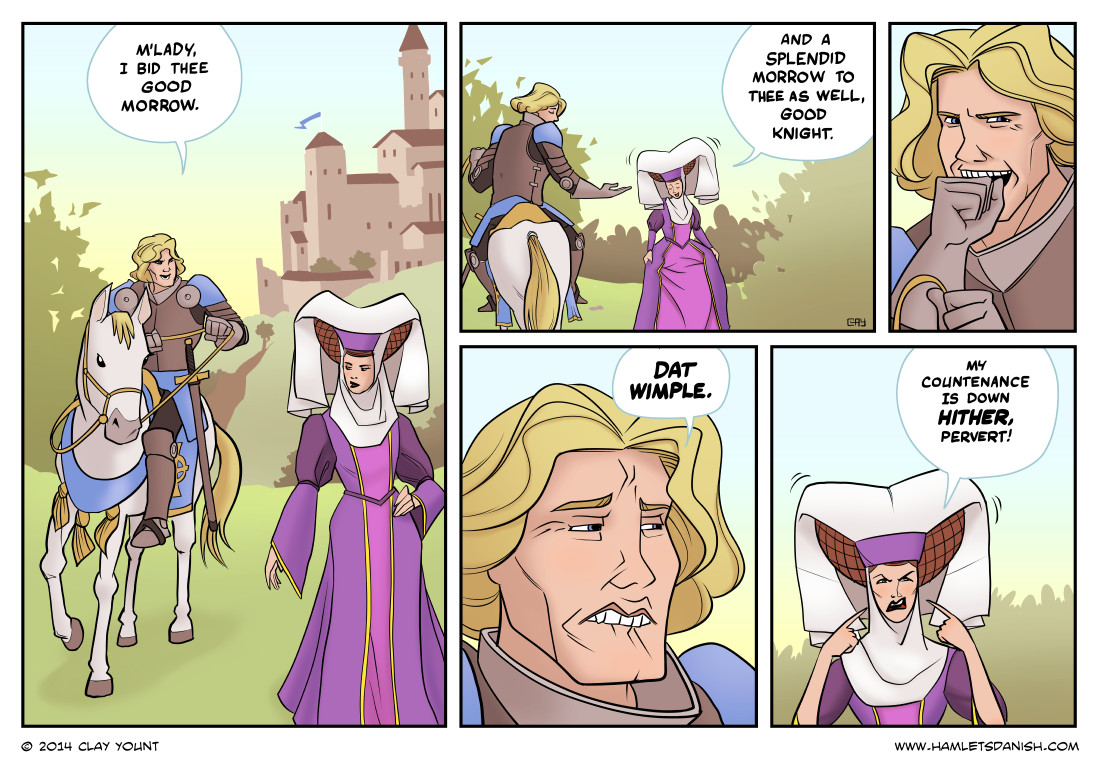 M'LADY,
I BID THEE
GOOD
MORROW.
AND A
SPLENDID
MORROW TO
THEE AS WELL,
GOOD
KNIGHT.
CLAY
DAT
WIMPLE.
MY
COUNTENANCE
IS DOWN
HITHER,
PERVERT!
© 2014 CLAY YOUNT
WWW.HAMLETSDANISH.COM